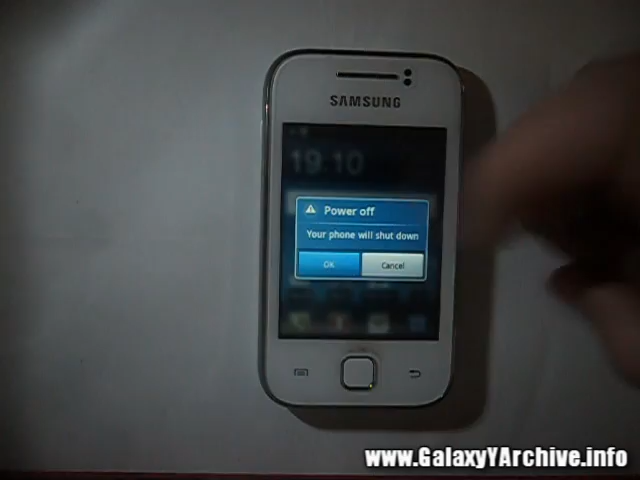 SAMSUNG
19:10
Power off
Your phone will shut down
OK
Cancel
www.GalaxyYArchive.info